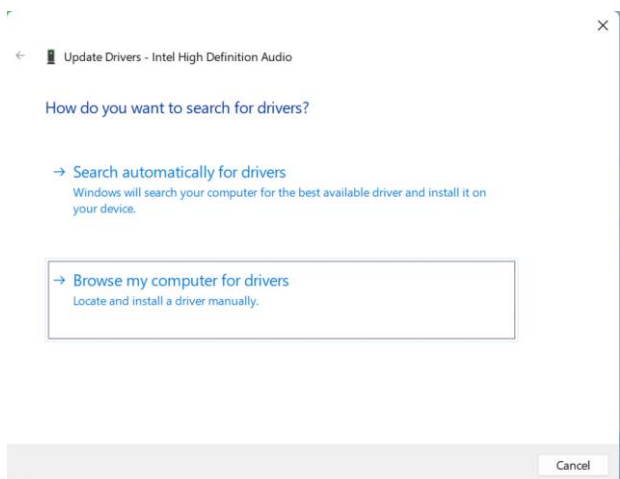 Update Drivers - Intel High Definition Audio
How do you want to search for drivers?
Search automatically for drivers
Windows will search your computer for the best available driver and install it on
your device.
Browse my computer for drivers
Locate and install a driver manually.
Cancel